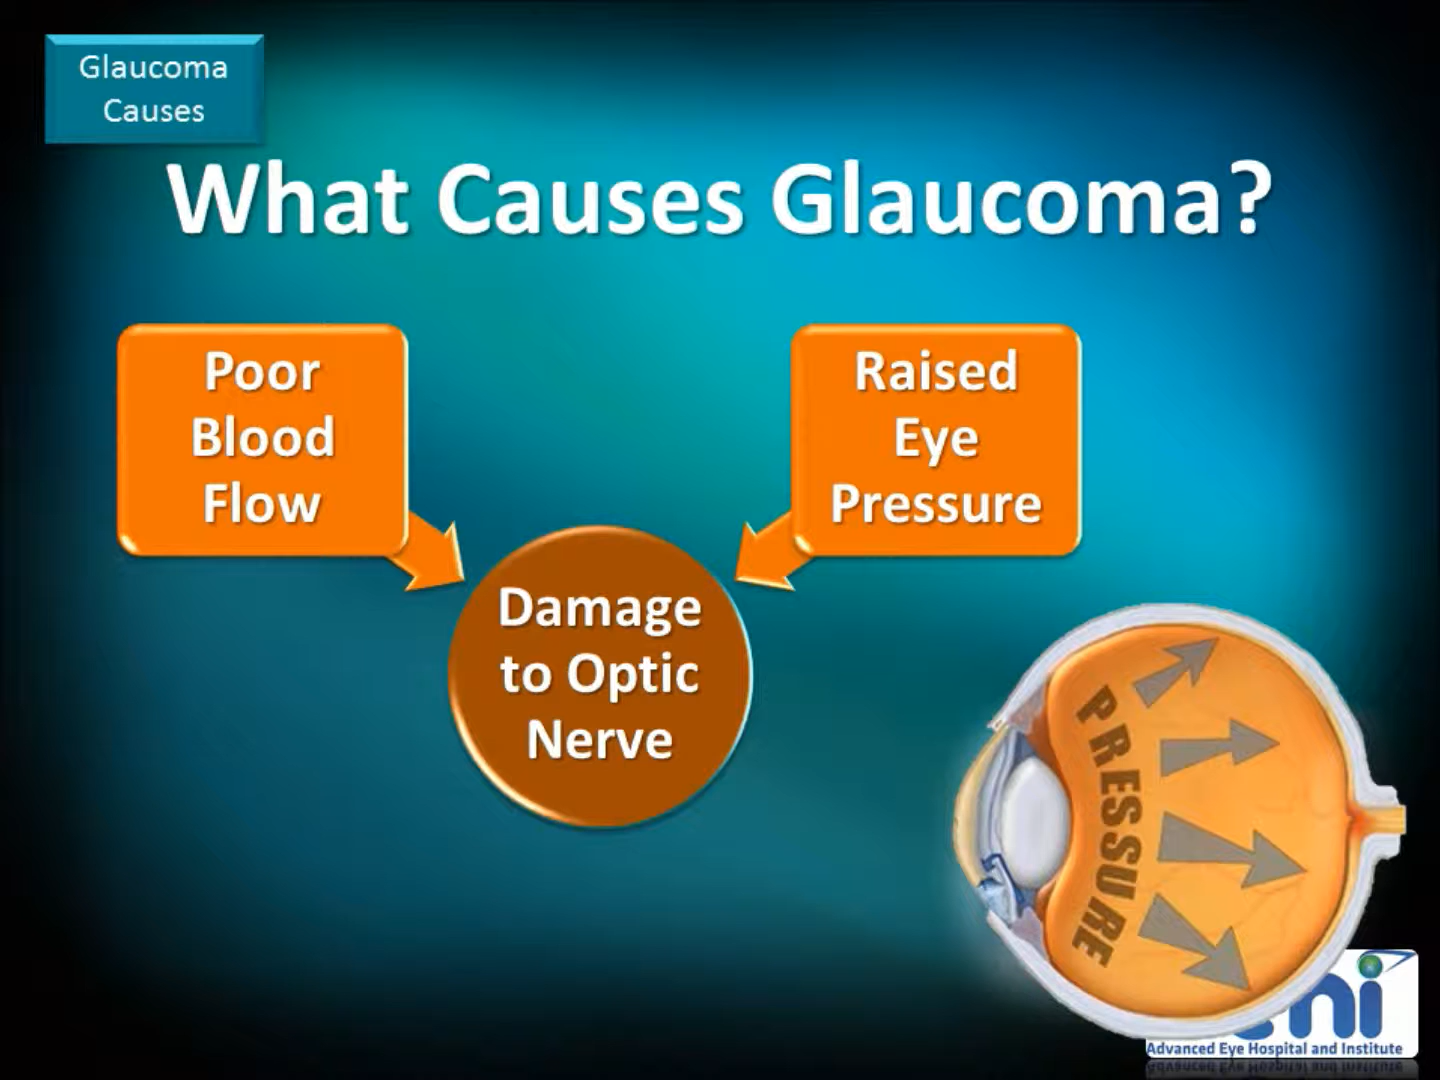 Glaucoma
Causes
What Causes Glaucoma?
Poor
Blood
Flow
Raised
Eye
Pressure
Damage
to Optic
Nerve
PRESSURE
Advanced Eye Hospital and Institute